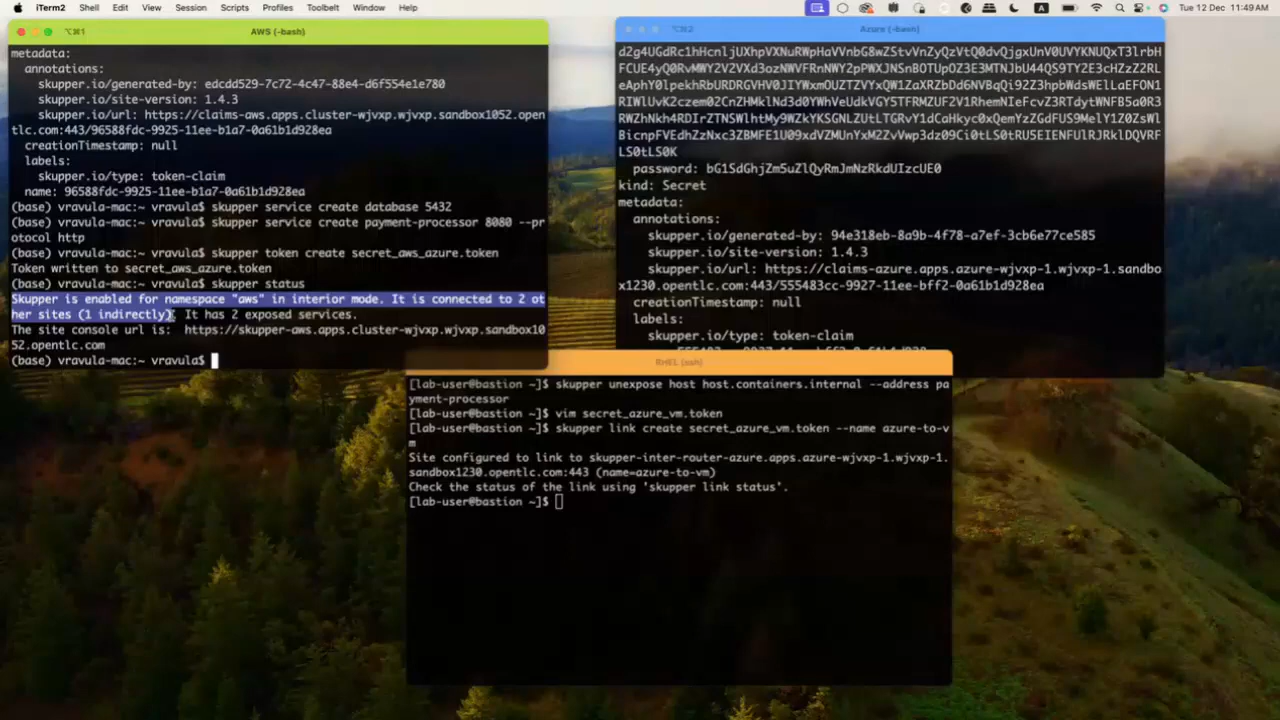 iTerm2 Shell Edit View Session Scripts Profiles Toolbelt Window Help
Tue 12 Dec 11:49 AM
⌥⌘1 AWS (-bash)
metadata:
annotations:
skupper.io/generated-by: edcdd529-7c72-4c47-88e4-d6f554e1e780
skupper.io/site-version: 1.4.3
skupper.io/url: https://claims-aws.apps.cluster-wjvxp.wjvxp.sandbox1052.open
tlc.com:443/96588fdc-9925-11ee-b1a7-0a61b1d928ea
creationTimestamp: null
labels:
skupper.io/type: token-claim
name: 96588fdc-9925-11ee-b1a7-0a61b1d928ea
(base) vravula-mac:~ vravula$ skupper service create database 5432
(base) vravula-mac:~ vravula$ skupper service create payment-processor 8080 --pr
otocol http
(base) vravula-mac:~ vravula$ skupper token create secret_aws_azure.token
Token written to secret_aws_azure.token
(base) vravula-mac:~ vravula$ skupper status
Skupper is enabled for namespace "aws" in interior mode. It is connected to 2 ot
her sites (1 indirectly). It has 2 exposed services.
The site console url is: https://skupper-aws.apps.cluster-wjvxp.wjvxp.sandbox10
52.opentlc.com
(base) vravula-mac:~ vravula$
⌥⌘2 Azure (-bash)
LS0tLS0K
password: bG1SdGhjZm5uZlQyRmJmNzRkdUIzcUE0
kind: Secret
metadata:
annotations:
skupper.io/generated-by: 94e318eb-8a9b-4f78-a7ef-3cb6e77ce585
skupper.io/site-version: 1.4.3
skupper.io/url: https://claims-azure.apps.azure-wjvxp-1.wjvxp-1.sandbo
x1230.opentlc.com:443/555483cc-9927-11ee-bff2-0af14d929ea
creationTimestamp: null
labels:
skupper.io/type: token-claim
RHEL (ssh)
[lab-user@bastion ~]$ skupper unexpose host host.containers.internal --address pa
yment-processor
[lab-user@bastion ~]$ vim secret_azure_vm.token
[lab-user@bastion ~]$ skupper link create secret_azure_vm.token --name azure-to-v
m
Site configured to link to skupper-inter-router-azure.apps.azure-wjvxp-1.wjvxp-1.
sandbox1230.opentlc.com:443 (name=azure-to-vm)
Check the status of the link using 'skupper link status'.
[lab-user@bastion ~]$